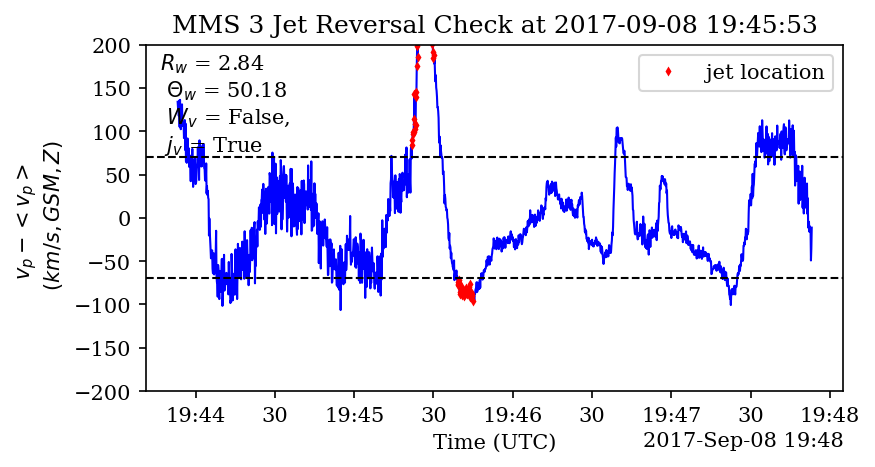 MMS 3 Jet Reversal Check at 2017-09-08 19:45:53
R_w = 2.84
Θ_w = 50.18
W_v = False,
j_v = True
jet location
200
150
100
50
0
−50
−100
−150
−200
v_p − < v_p >
(km/s, GSM, Z)
19:44 30 19:45 30 19:46 30 19:47 30 19:48
Time (UTC)
2017-Sep-08 19:48